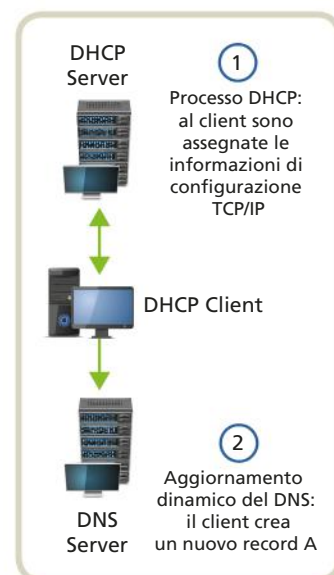 DHCP
Server
1
Processo DHCP:
al client sono
assegnate le
informazioni di
configurazione
TCP/IP
DHCP Client
2
Aggiornamento
dinamico del DNS:
il client crea
un nuovo record A
DNS
Server